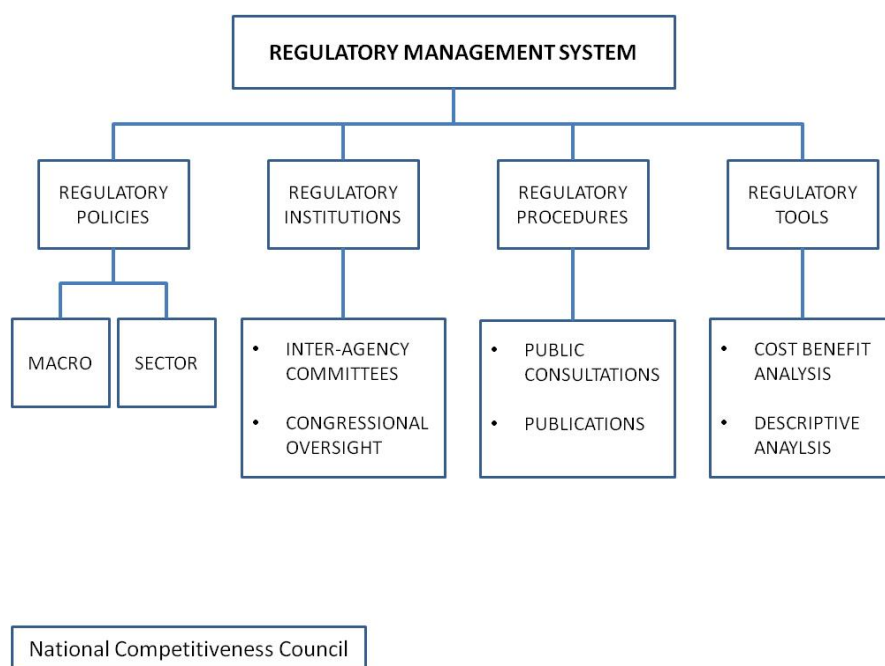 REGULATORY MANAGEMENT SYSTEM
REGULATORY
POLICIES
REGULATORY
INSTITUTIONS
REGULATORY
PROCEDURES
REGULATORY
TOOLS
MACRO
SECTOR
• INTER-AGENCY
COMMITTEES
• CONGRESSIONAL
OVERSIGHT
• PUBLIC
CONSULTATIONS
• PUBLICATIONS
• COST BENEFIT
ANALYSIS
• DESCRIPTIVE
ANAYLSIS
National Competitiveness Council